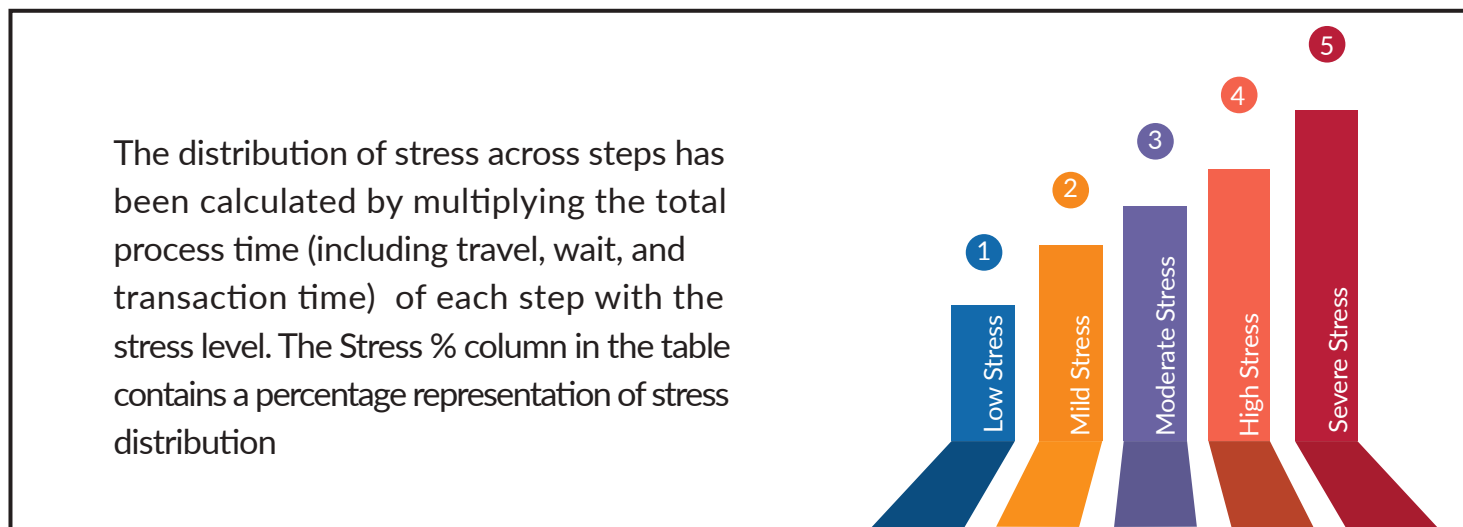 The distribution of stress across steps has
been calculated by multiplying the total
process time (including travel, wait, and
transaction time)  of each step with the
stress level. The Stress % column in the table
contains a percentage representation of stress
distribution
1
Low Stress
2
Mild Stress
3
Moderate Stress
4
High Stress
5
Severe Stress